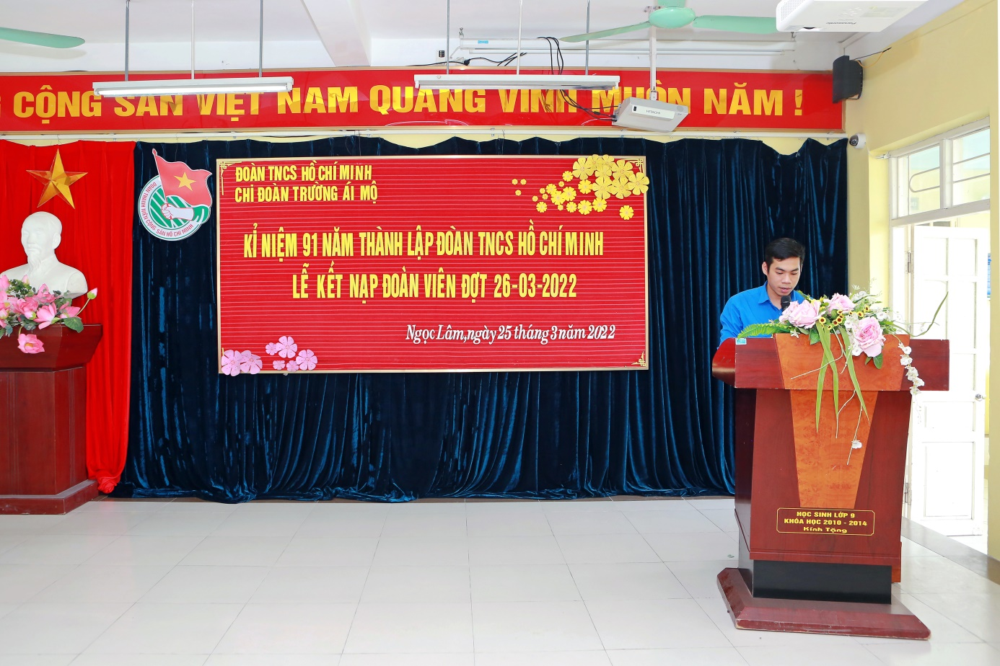 CỘNG SẢN VIỆT NAM QUANG VINH MUÔN NĂM !
ĐOÀN TNCS HỒ CHÍ MINH
CHI ĐOÀN TRƯỜNG ÁI MỘ
KỈ NIỆM 91 NĂM THÀNH LẬP ĐOÀN TNCS HỒ CHÍ MINH
LỄ KẾT NẠP ĐOÀN VIÊN ĐỢT 26-03-2022
Ngọc Lâm,ngày 25 tháng 3 năm 2022
ĐOÀN THANH NIÊN CỘNG SẢN HỒ CHÍ MINH
HỌC SINH LỚP 9
KHÓA HỌC 2010 - 2014
Kính Tặng
Panasonic
HITACHI